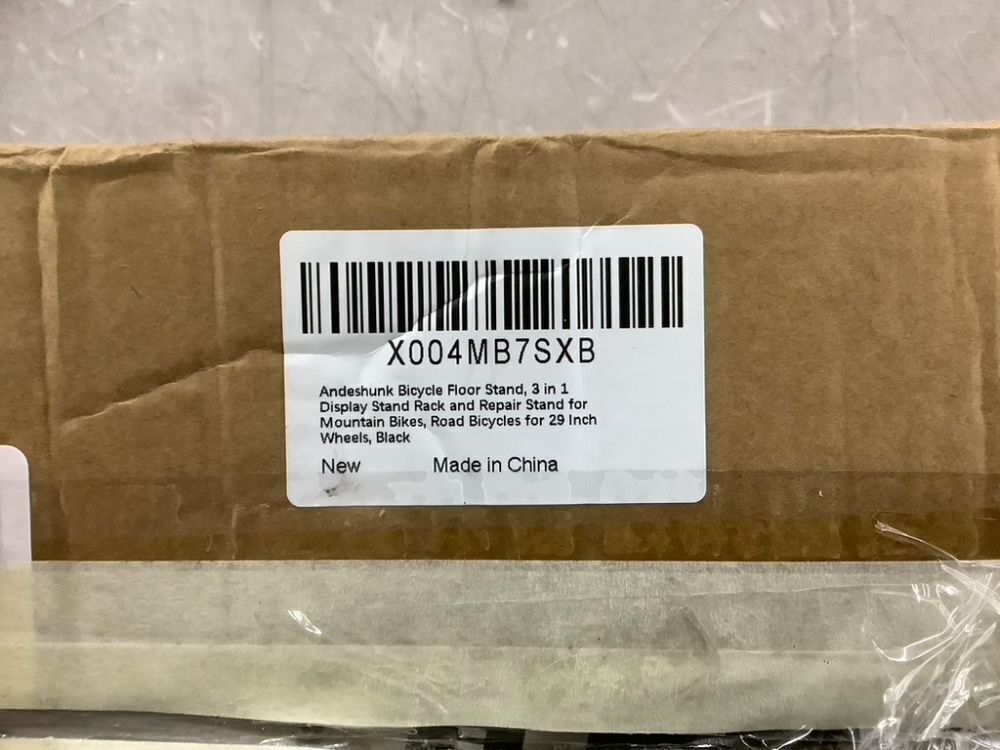 X004MB7SXB
Andeshunk Bicycle Floor Stand, 3 in 1
Display Stand Rack and Repair Stand for
Mountain Bikes, Road Bicycles for 29 Inch
Wheels, Black
New Made in China